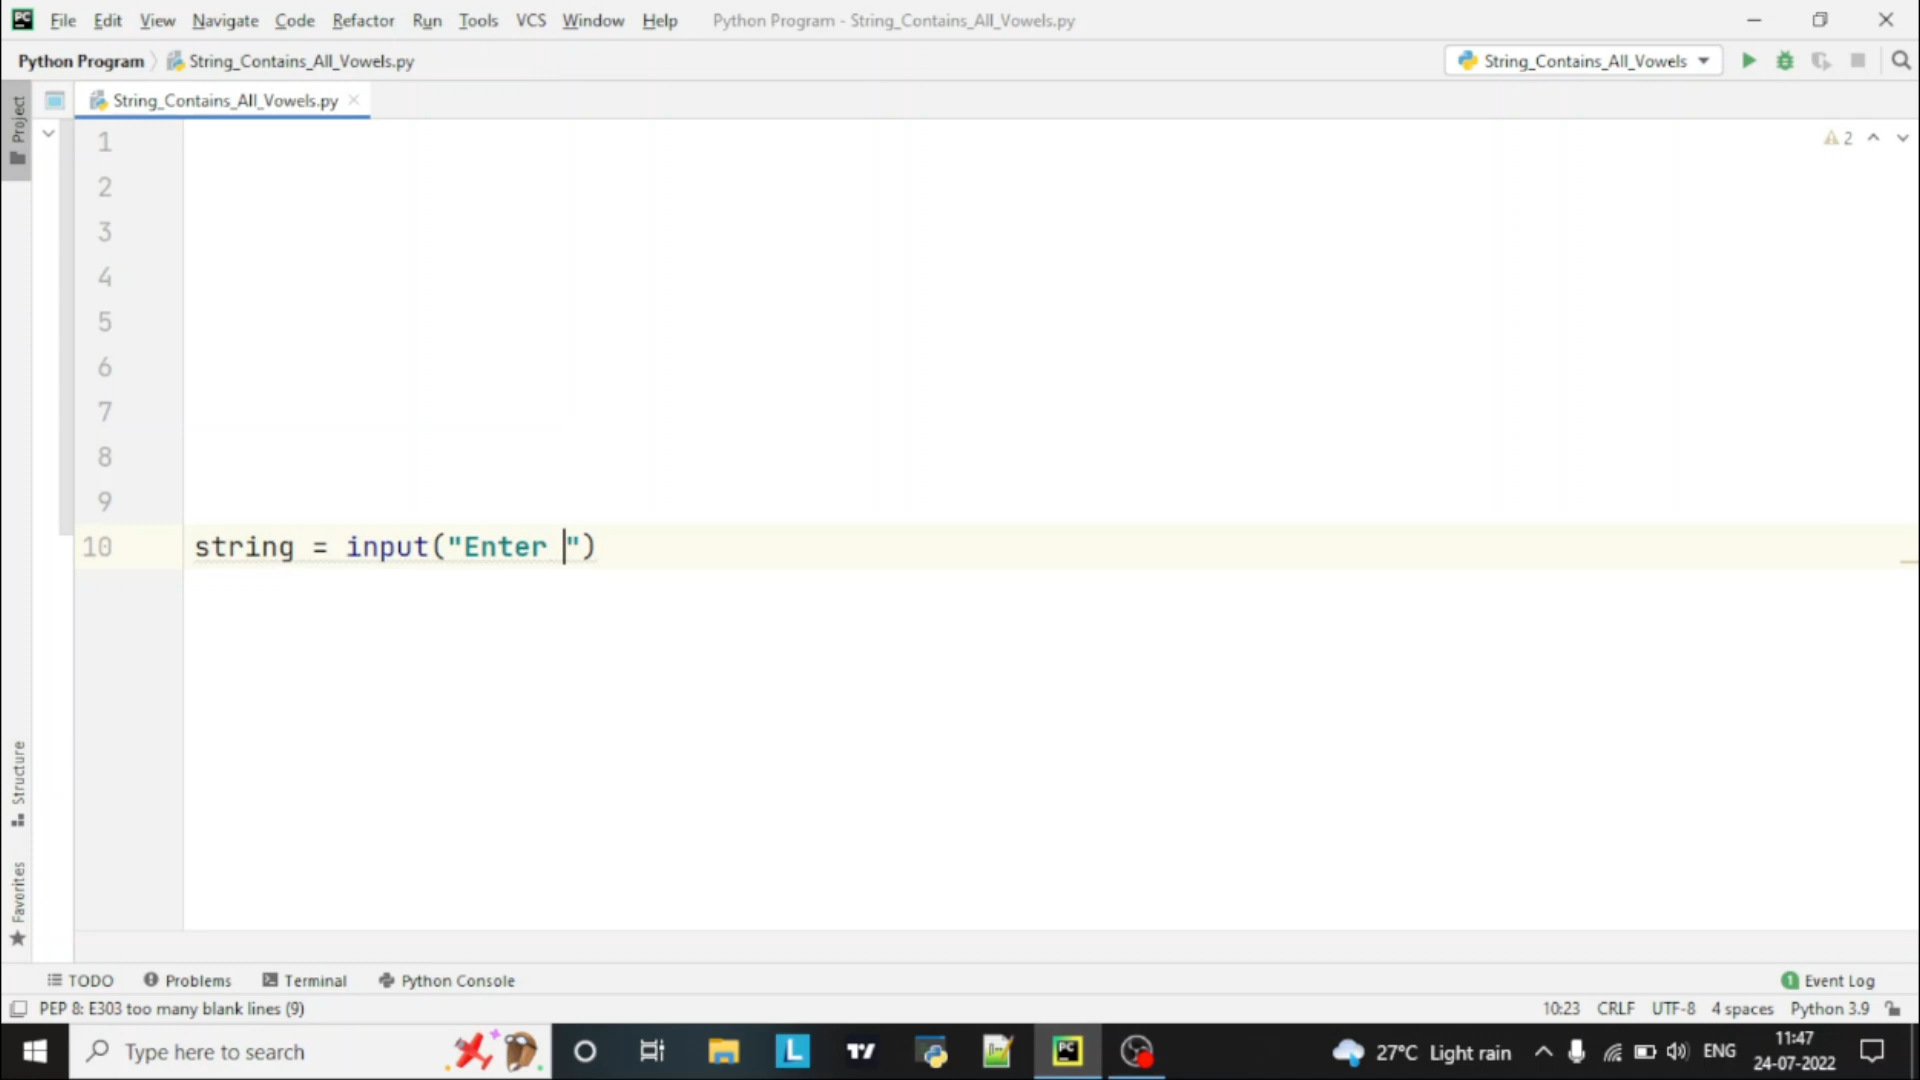 PC File Edit View Navigate Code Refactor Run Tools VCS Window Help Python Program - String_Contains_All_Vowels.py
Python Program String_Contains_All_Vowels.py String_Contains_All_Vowels
Project String_Contains_All_Vowels.py
1 2
2
3
4
5
6
7
8
9
10 string = input("Enter ")
Structure
Favorites
TODO Problems Terminal Python Console 1 Event Log
PEP 8: E303 too many blank lines (9) 10:23 CRLF UTF-8 4 spaces Python 3.9
Type here to search L PC 27°C Light rain ENG 11:47
24-07-2022